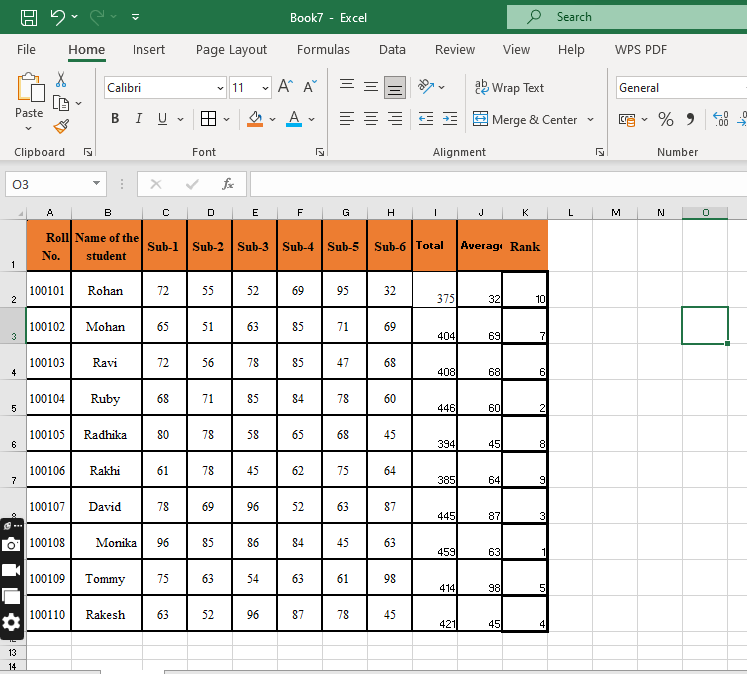 Book7 - Excel
Search
File Home Insert Page Layout Formulas Data Review View Help WPS PDF
Calibri 11 Wrap Text General
Paste B I U Merge & Center % 9
Clipboard Font Alignment Number
O3 fx
A B C D E F G H I J K L M N O
1 Roll No. Name of the student Sub-1 Sub-2 Sub-3 Sub-4 Sub-5 Sub-6 Total Average Rank
2 100101 Rohan 72 55 52 69 95 32 375 32 10
3 100102 Mohan 65 51 63 85 71 69 404 69 7
4 100103 Ravi 72 56 78 85 47 68 408 68 6
5 100104 Ruby 68 71 85 84 78 60 446 60 2
6 100105 Radhika 80 78 58 65 68 45 394 45 8
7 100106 Rakhi 61 78 45 62 75 64 385 64 9
100107 David 78 69 96 52 63 87 445 87 3
100108 Monika 96 85 86 84 45 63 459 63 1
100109 Tommy 75 63 54 63 61 98 414 98 5
100110 Rakesh 63 52 96 87 78 45 421 45 4
13
14